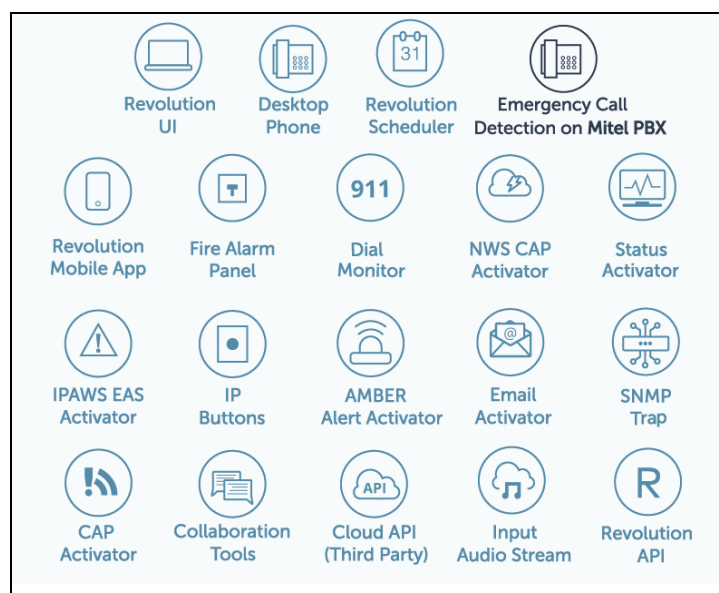 31
Revolution UI
Desktop Phone
Revolution Scheduler
Emergency Call Detection on Mitel PBX
Revolution Mobile App
Fire Alarm Panel
911
Dial Monitor
NWS CAP Activator
Status Activator
IPAWS EAS Activator
IP Buttons
AMBER Alert Activator
@
Email Activator
SNMP Trap
CAP Activator
Collaboration Tools
API
Cloud API (Third Party)
Input Audio Stream
R
Revolution API